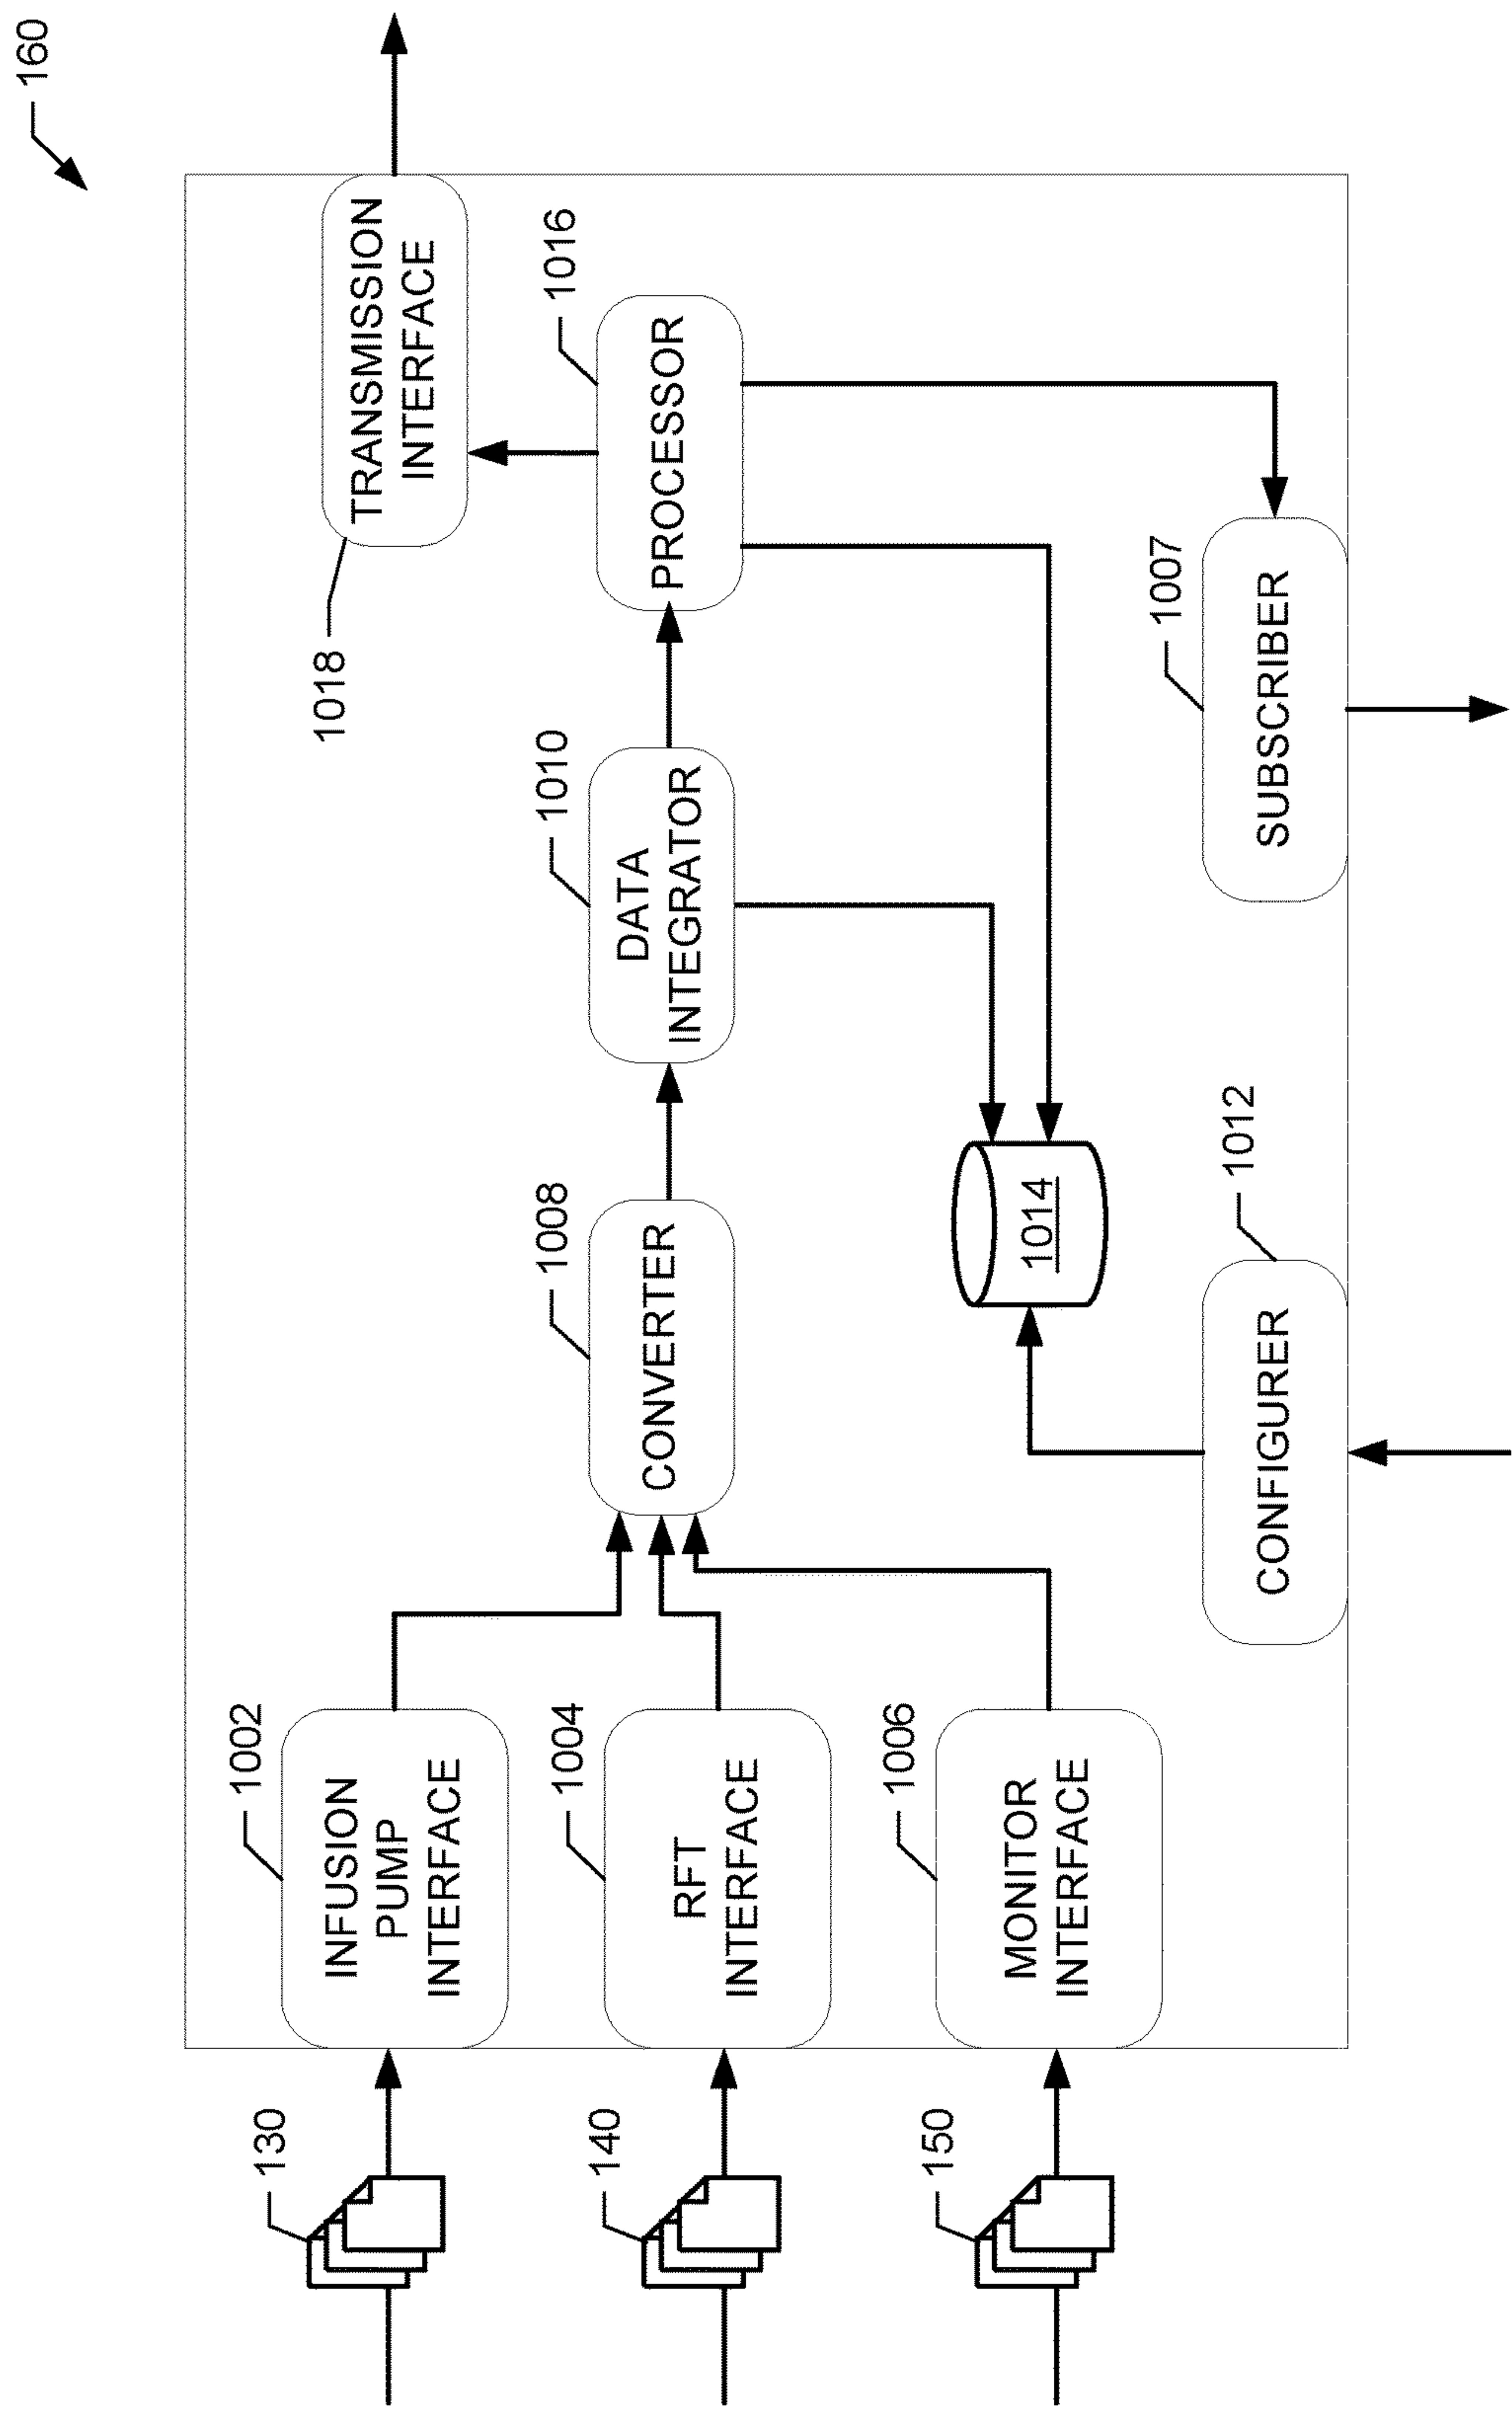 160
130
1002
INFUSION
PUMP
INTERFACE
140
1004
RFT
INTERFACE
150
1006
MONITOR
INTERFACE
1008
CONVERTER
1010
DATA
INTEGRATOR
1016
PROCESSOR
1018
TRANSMISSION
INTERFACE
1014
1012
CONFIGURER
1007
SUBSCRIBER